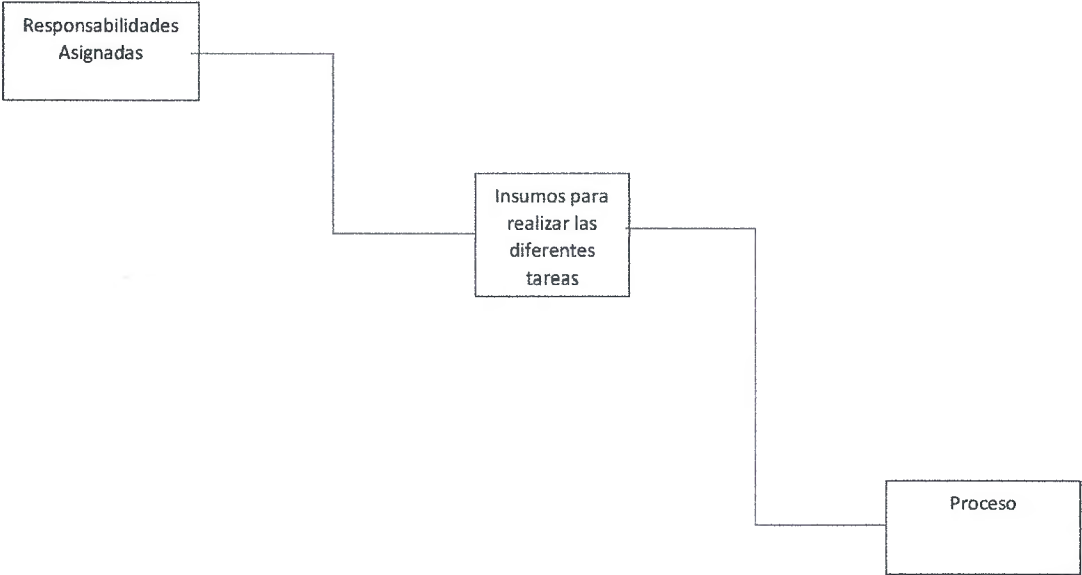 Responsabilidades
Asignadas
Insumos para
realizar las
diferentes
tareas
Proceso